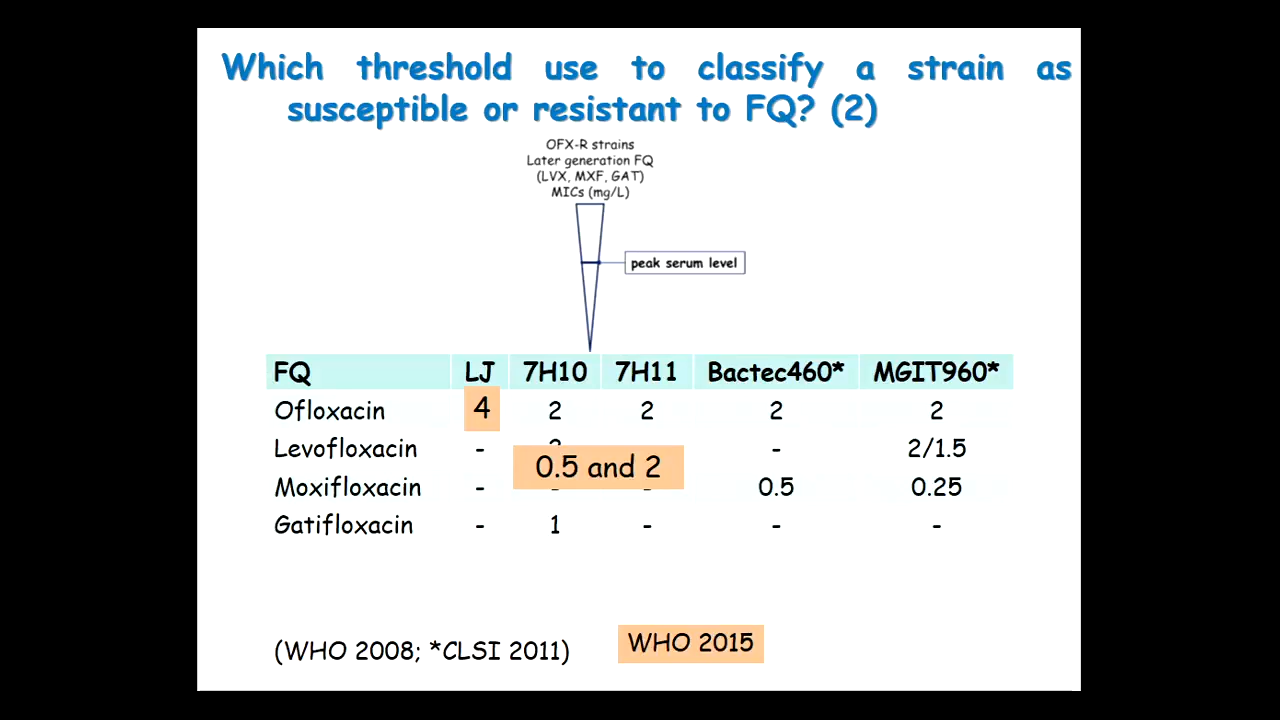 Which threshold use to classify a strain as
susceptible or resistant to FQ? (2)
OFX-R strains
Later generation FQ
(LVX, MXF, GAT)
MICs (mg/L)
peak serum level
FQ LJ 7H10 7H11 Bactec460* MGIT960*
Ofloxacin 4 2 2 2 2
Levofloxacin - - 2/1.5
0.5 and 2
Moxifloxacin - - - 0.5 0.25
Gatifloxacin - 1 - - -
(WHO 2008; *CLSI 2011)
WHO 2015